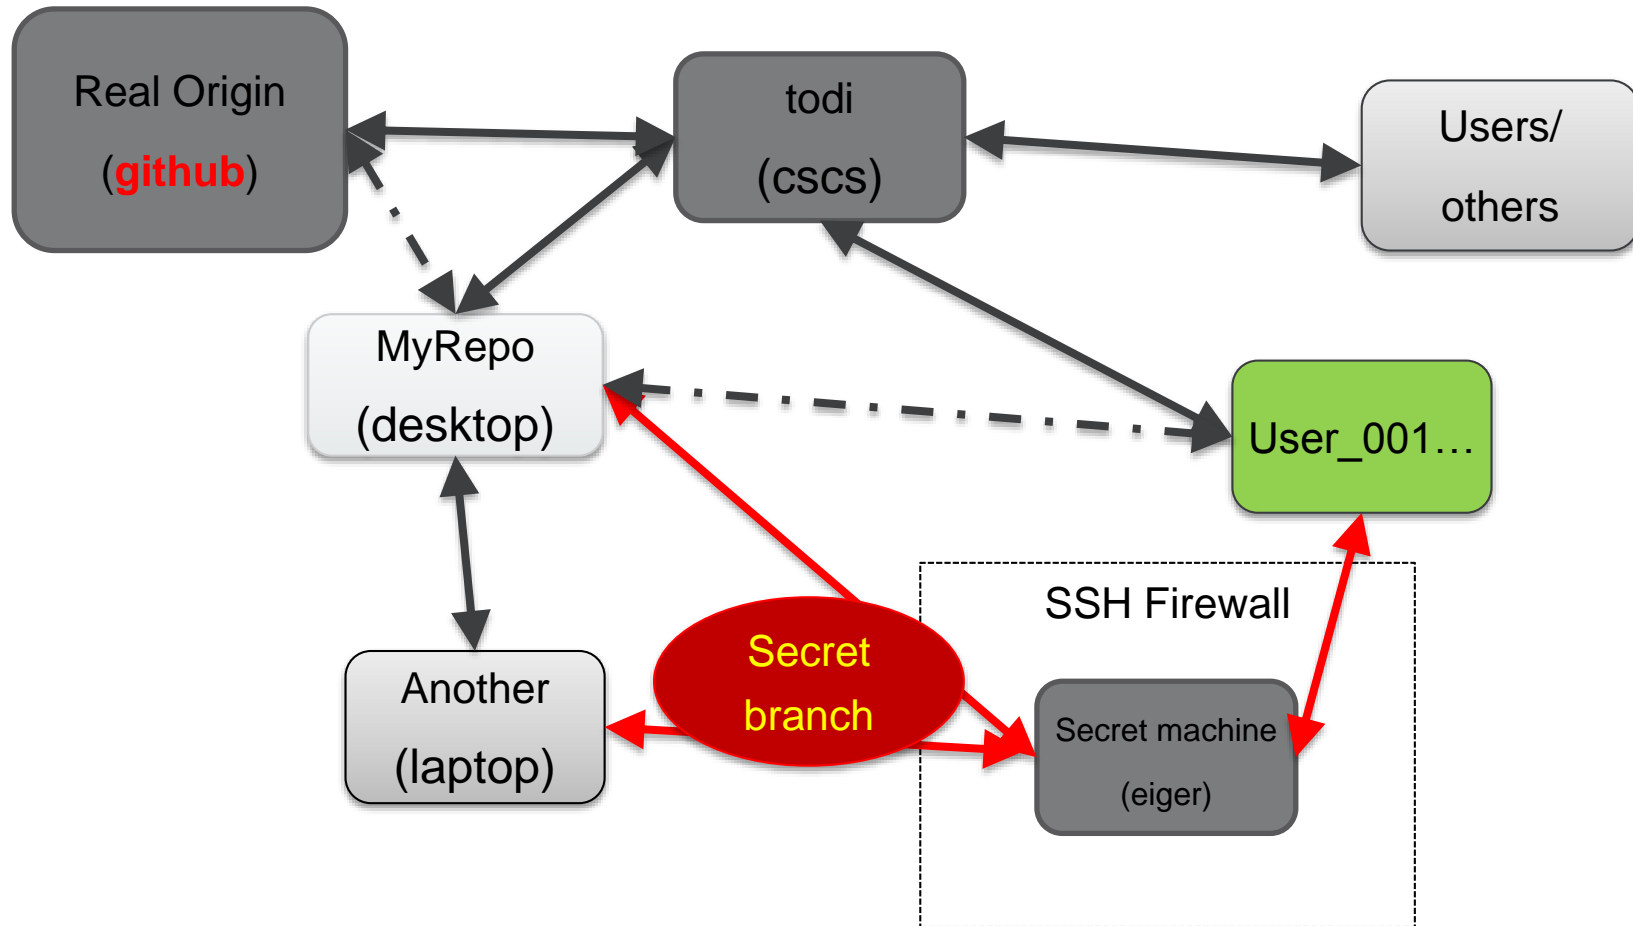 Real Origin
(github)
todi
(cscs)
Users/
others
MyRepo
(desktop)
User_001...
SSH Firewall
Secret
branch
Another
(laptop)
Secret machine
(eiger)